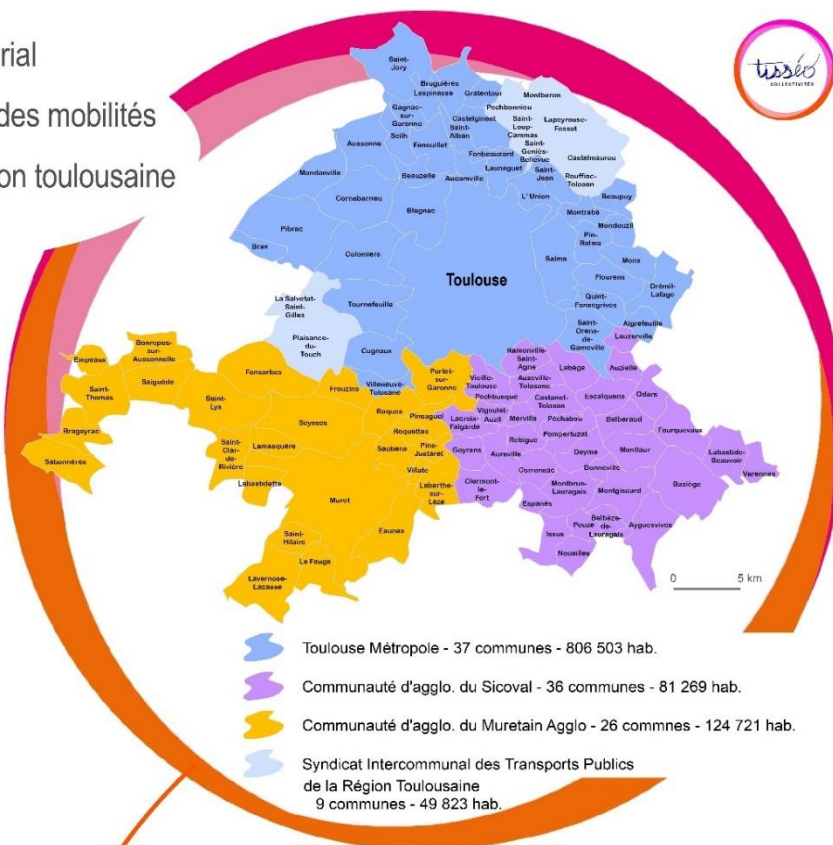 rial
des mobilités
on toulousaine
tisséo
COLLECTIVITÉS
Saint-
Jory
Bruguières
Lespinasse
Gratentour
Montberon
Pechbonnieu
Gagnac-
sur-
Garonne
Castelginest
Saint-
Alban
Saint-
Loup-
Cammas
Lapeyrouse-
Fossat
Seilh
Fenouillet
Saint-
Geniès-
Bellevue
Castelmaurou
Aussonne
Fonbeauzard
Launaguet
Saint-
Jean
Rouffiac-
Tolosan
Mondonville
Beauzelle
Aucamville
Beaupuy
Cornebarrieu
L' Union
Blagnac
Montrabé
Mondouzil
Pibrac
Pin-
Balma
Brax
Colomiers
Balma
Mons
Toulouse
Flourens
Drémil-
Lafage
La Salvetat-
Saint-
Gilles
Tournefeuille
Quint-
Fonsegrives
Plaisance-
du-
Touch
Saint-
Orens-
de-
Gameville
Aigrefeuille
Lauzerville
Cugnaux
Bonrepos-
sur-
Aussonnelle
Empeaux
Saiguède
Fonsorbes
Portet-
sur-
Garonne
Ramonville-
Saint-
Agne
Labège
Auzielle
Saint-
Thomas
Frouzins
Villeneuve-
Tolosane
Vieille-
Toulouse
Auzeville-
Tolosane
Saint-
Lys
Pechbusque
Castanet-
Tolosan
Escalquens
Odars
Bragayrac
Seysses
Roques
Pinsaguel
Lacroix-
Falgarde
Vigoulet-
Auzil
Mervilla
Péchabou
Belberaud
Fourquevaux
Sabonnères
Saint-
Clar-
de-
Rivière
Lamasquère
Roquettes
Saubens
Pins-
Justaret
Goyrans
Rebigue
Aureville
Pompertuzat
Deyme
Montlaur
Labastide-
Beauvoir
Labastidette
Villate
Corronsac
Donneville
Varennes
Muret
Labarthe-
sur-
Lèze
Clermont-
le-
Fort
Montbrun-
Lauragais
Montgiscard
Baziège
Espanès
Saint-
Hilaire
Eaunes
Issus
Pouze
Belbèze-
de-
Lauragais
Ayguesvives
Le Fauga
Noueilles
Lavernose-
Lacasse
0 5 km
Toulouse Métropole - 37 communes - 806 503 hab.
Communauté d'agglo. du Sicoval - 36 communes - 81 269 hab.
Communauté d'agglo. du Muretain Agglo - 26 commnes - 124 721 hab.
Syndicat Intercommunal des Transports Publics
de la Région Toulousaine
9 communes - 49 823 hab.